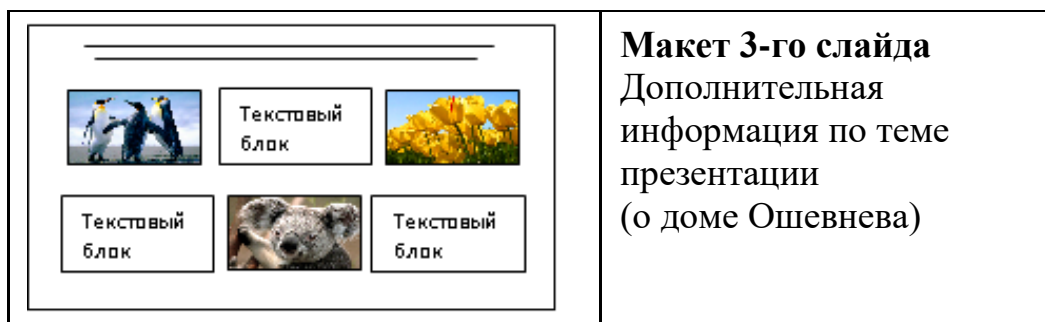 Текстовый
блок
Текстовый
блок
Текстовый
блок
Макет 3-го слайда
Дополнительная
информация по теме
презентации
(о доме Ошевнева)